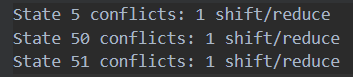 State 5 conflicts: 1 shift/reduce
State 50 conflicts: 1 shift/reduce
State 51 conflicts: 1 shift/reduce